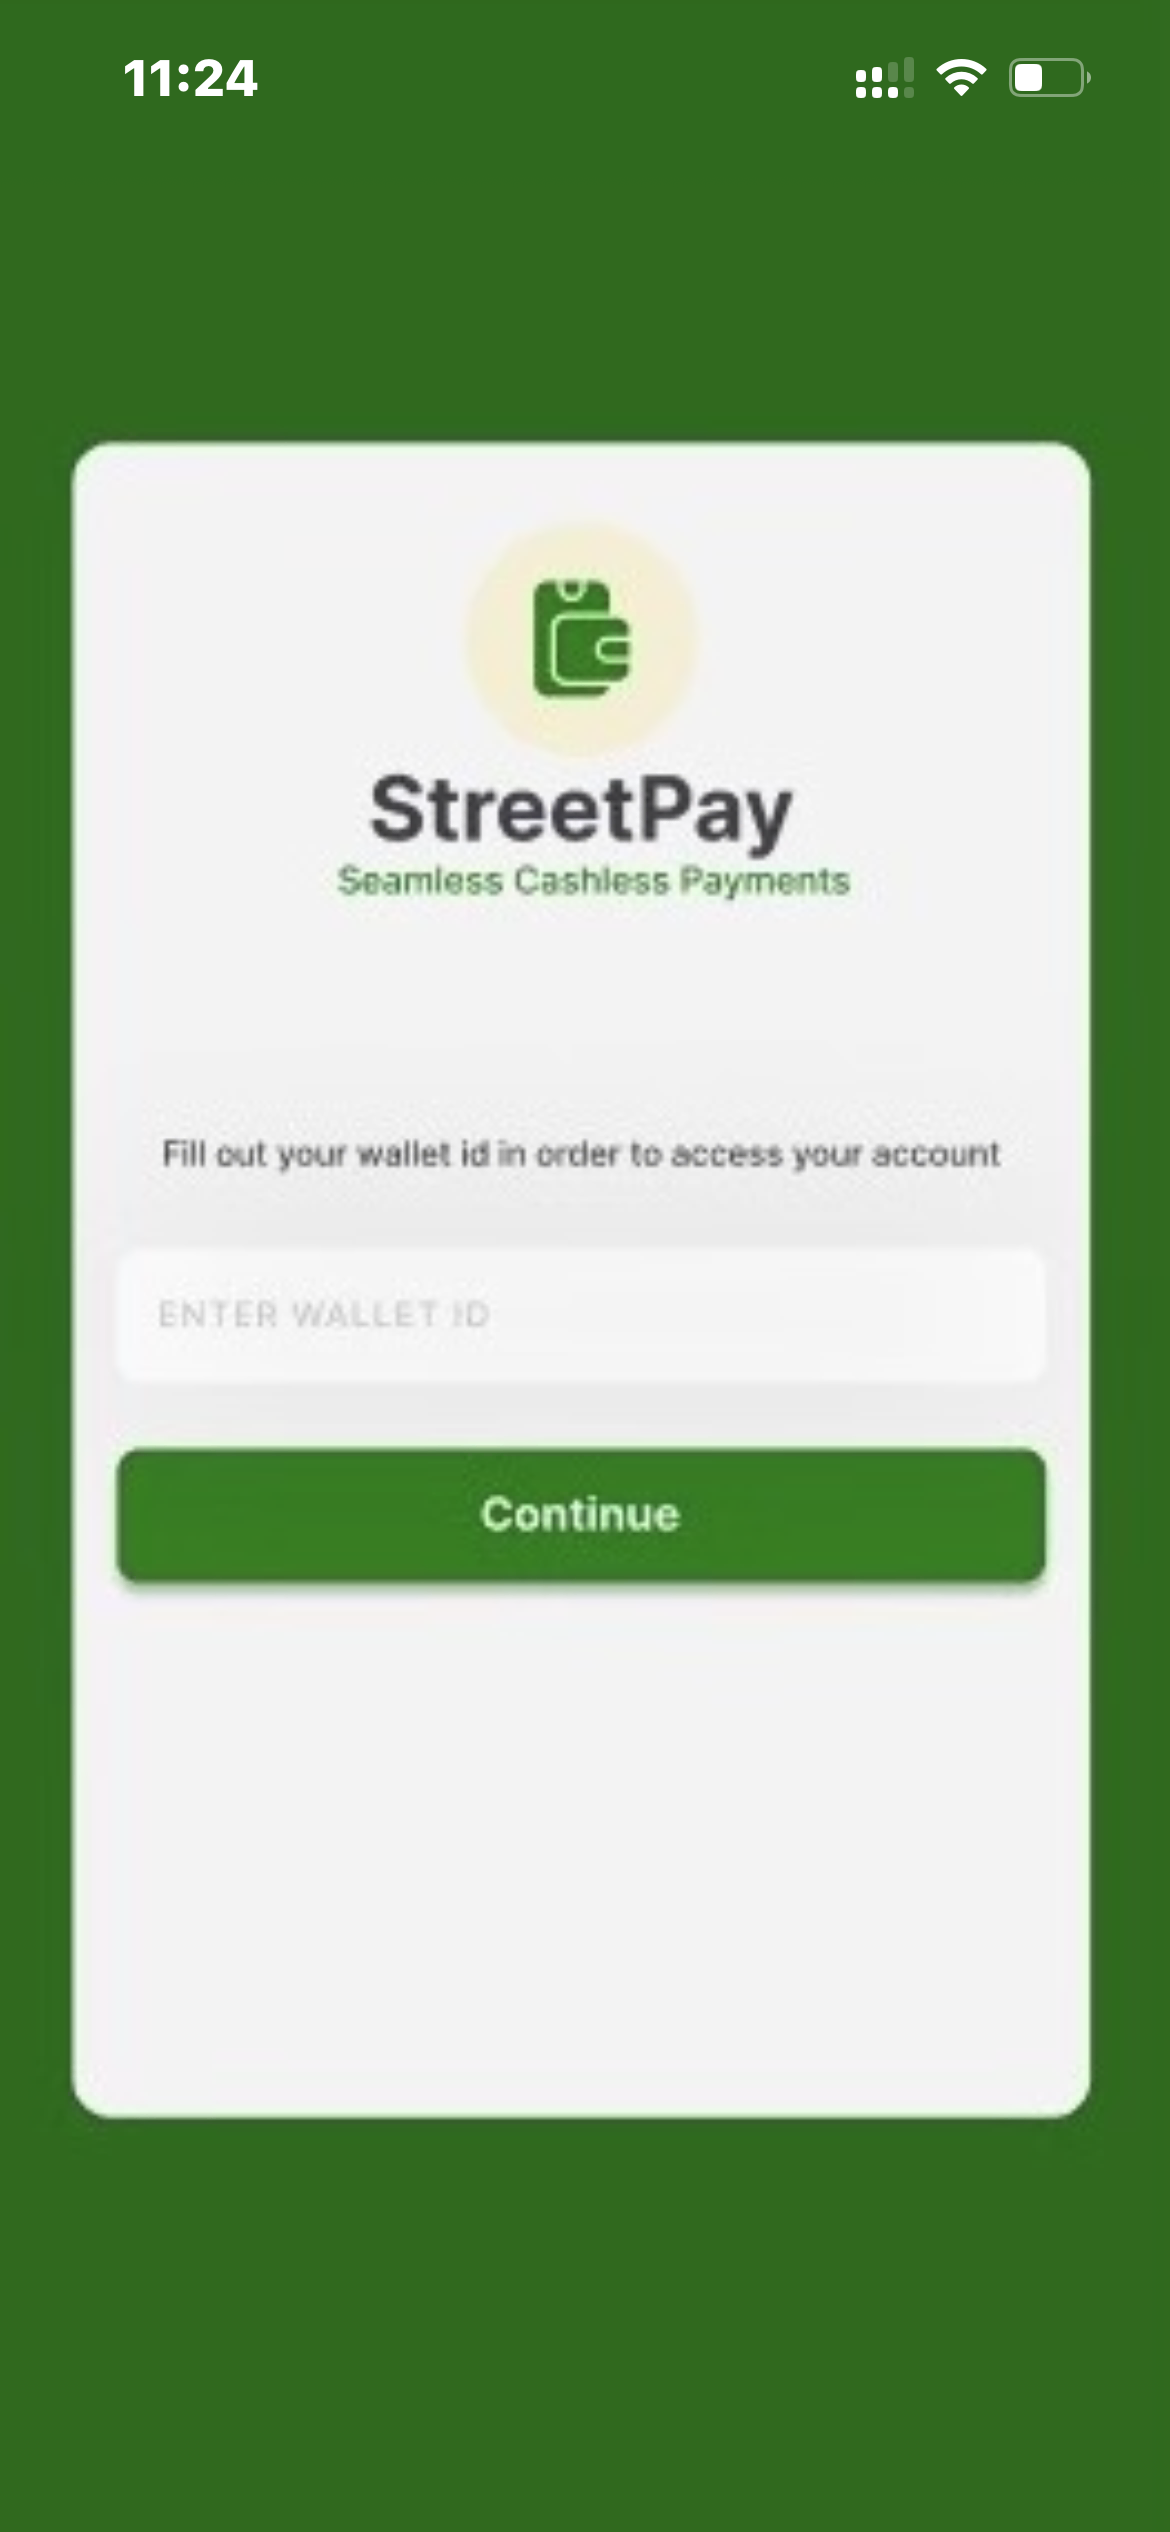 11:24
StreetPay
Seamless Cashless Payments
Fill out your wallet id in order to access your account
ENTER WALLET ID
Continue